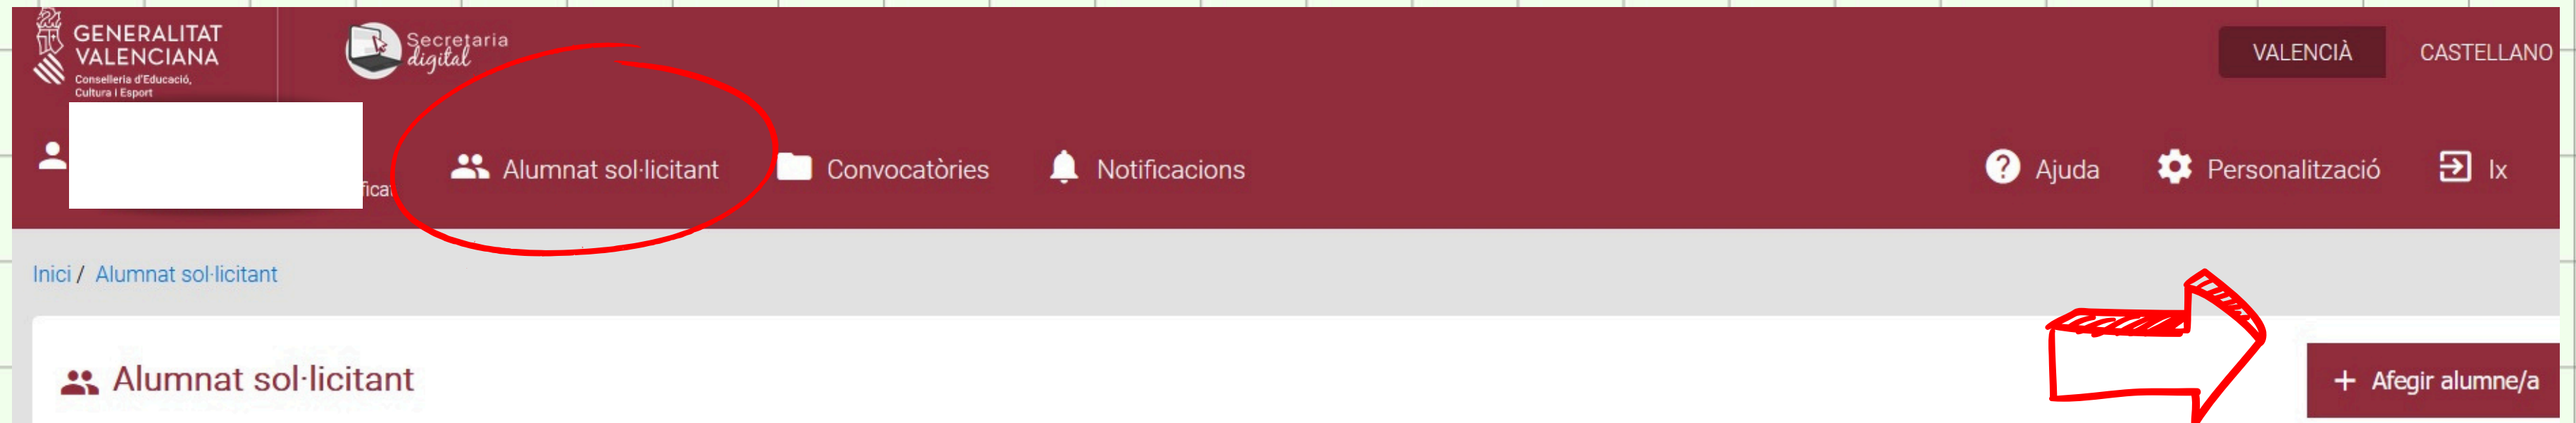 GENERALITAT
VALENCIANA
Conselleria d'Educació,
Cultura i Esport
Secretaria
digital
VALENCIÀ
CASTELLANO
Alumnat sol·licitant
Convocatòries
Notificacions
Ajuda
Personalització
Ix
Inici / Alumnat sol·licitant
Alumnat sol·licitant
+ Afegir alumne/a